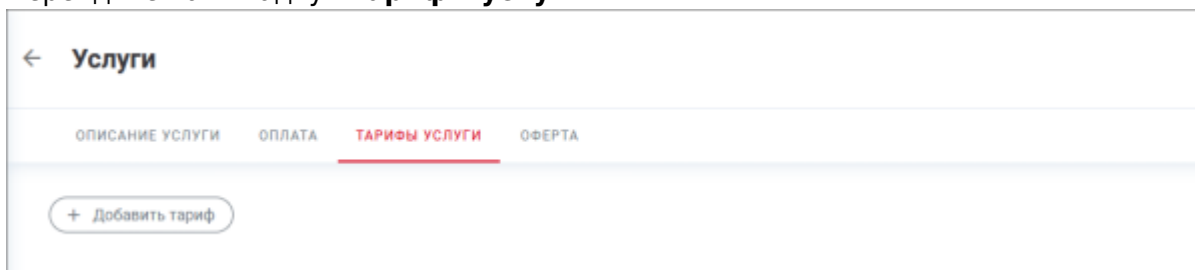 Услуги
ОПИСАНИЕ УСЛУГИ ОПЛАТА ТАРИФЫ УСЛУГИ ОФЕРТА
+ Добавить тариф